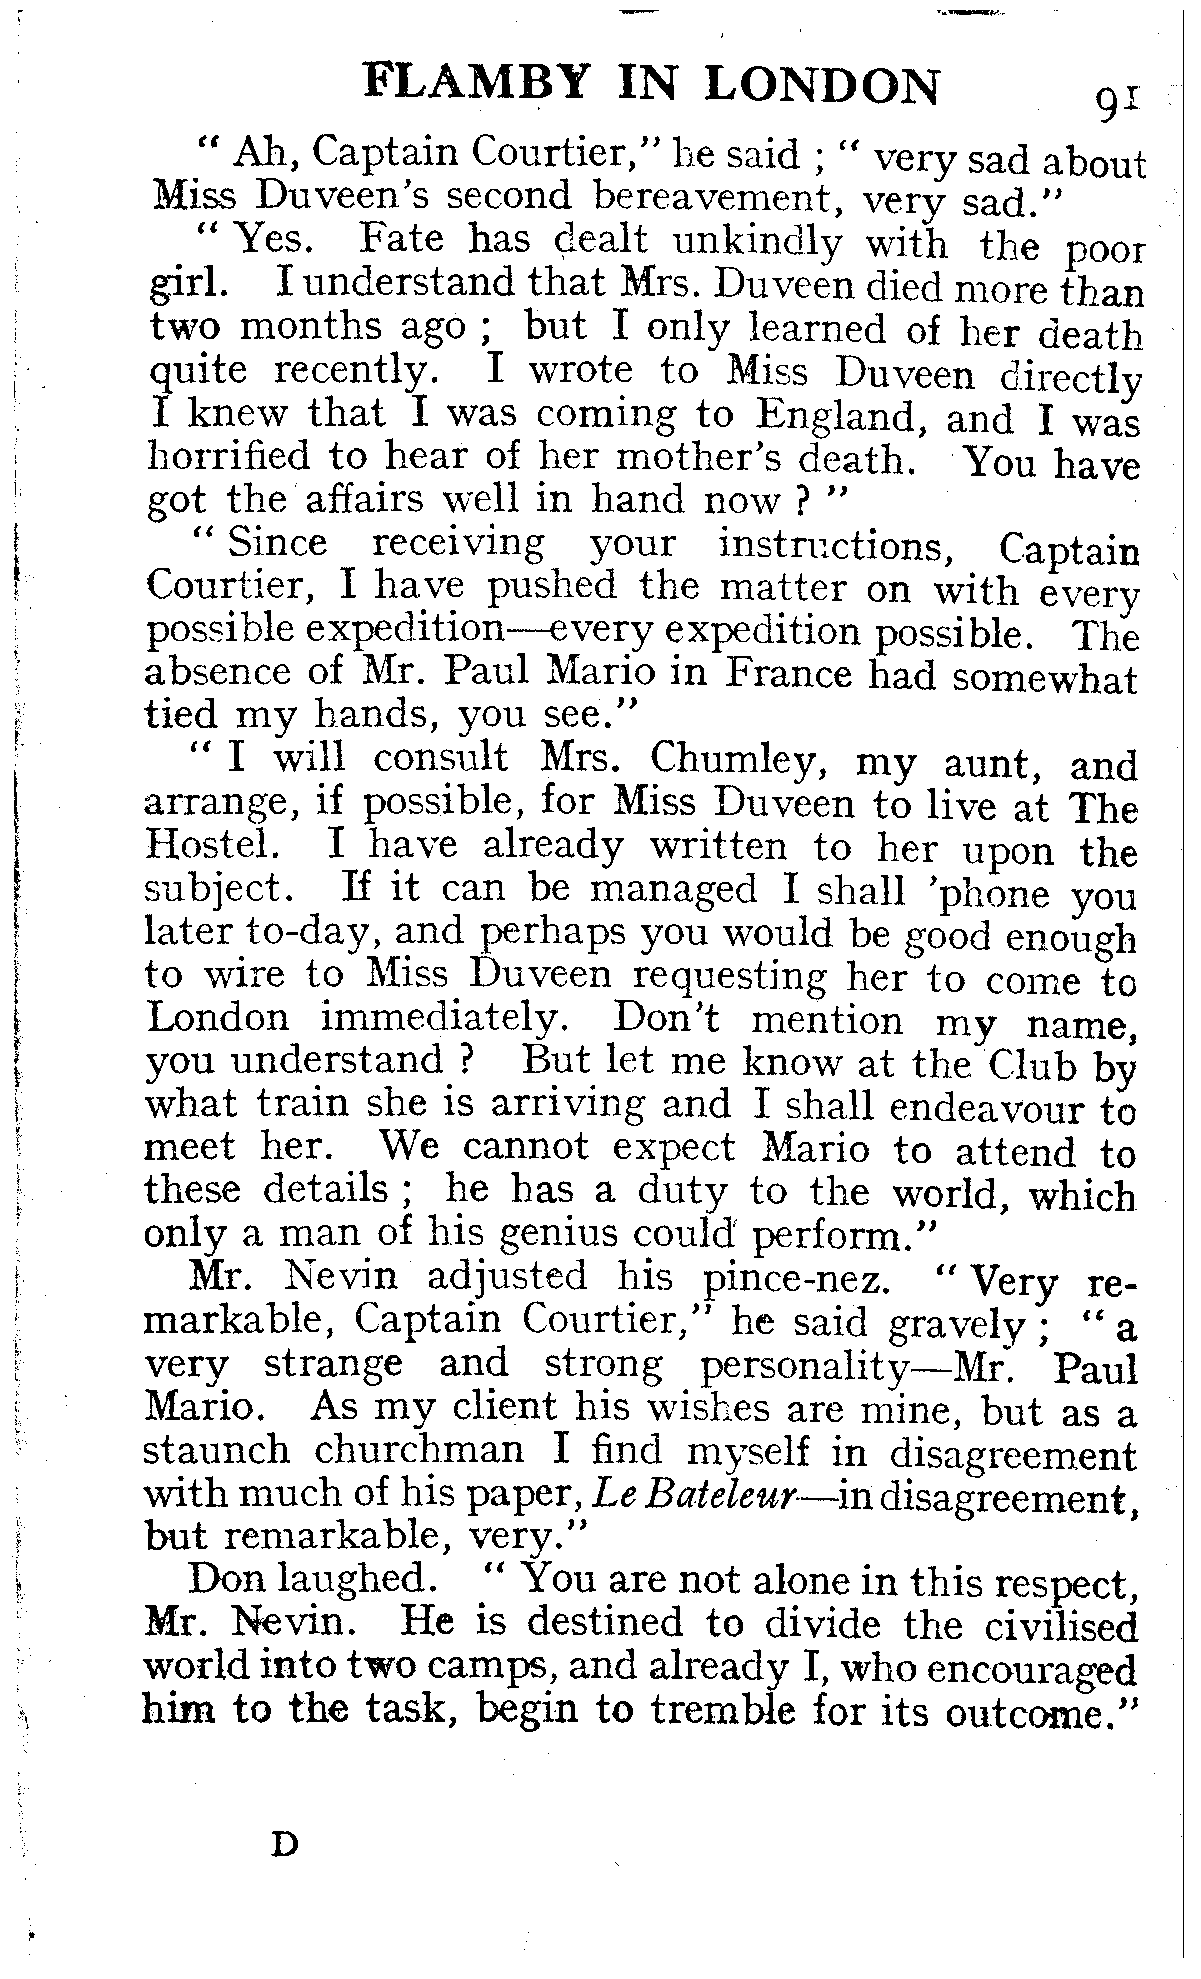 FLAMBY IN LONDON 91
“ Ah, Captain Courtier,” he said ; “ very sad about
Miss Duveen’s second bereavement, very sad.”
“ Yes. Fate has dealt unkindly with the poor
girl. I understand that Mrs. Duveen died more than
two months ago ; but I only learned of her death
quite recently. I wrote to Miss Duveen directly
I knew that I was coming to England, and I was
horrified to hear of her mother’s death. You have
got the affairs well in hand now ? ”
“ Since receiving your instructions, Captain
Courtier, I have pushed the matter on with every
possible expedition—every expedition possible. The
absence of Mr. Paul Mario in France had somewhat
tied my hands, you see.”
“ I will consult Mrs. Chumley, my aunt, and
arrange, if possible, for Miss Duveen to live at The
Hostel. I have already written to her upon the
subject. If it can be managed I shall ’phone you
later to-day, and perhaps you would be good enough
to wire to Miss Duveen requesting her to come to
London immediately. Don’t mention my name,
you understand ? But let me know at the Club by
what train she is arriving and I shall endeavour to
meet her. We cannot expect Mario to attend to
these details ; he has a duty to the world, which
only a man of his genius could perform.”
Mr. Nevin adjusted his pince-nez. “ Very re-
markable, Captain Courtier,” he said gravely ; “ a
very strange and strong personality—Mr. Paul
Mario. As my client his wishes are mine, but as a
staunch churchman I find myself in disagreement
with much of his paper, Le Bateleur—in disagreement,
but remarkable, very.”
Don laughed. “ You are not alone in this respect,
Mr. Nevin. He is destined to divide the civilised
world into two camps, and already I, who encouraged
him to the task, begin to tremble for its outcome.”
D